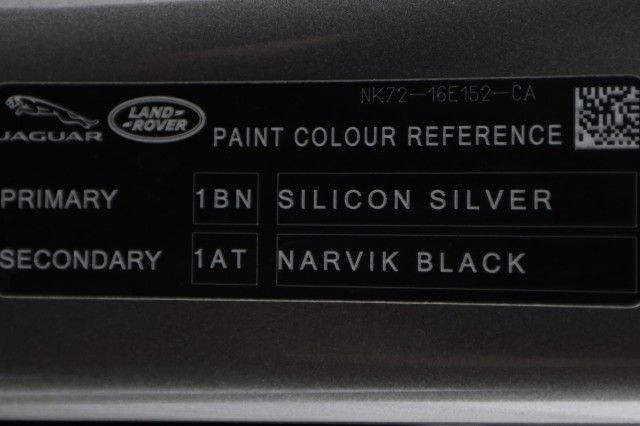 NK72-16E152-CA
JAGUAR
LAND-
-ROVER
PAINT COLOUR REFERENCE
PRIMARY 1BN SILICON SILVER
SECONDARY 1AT NARVIK BLACK